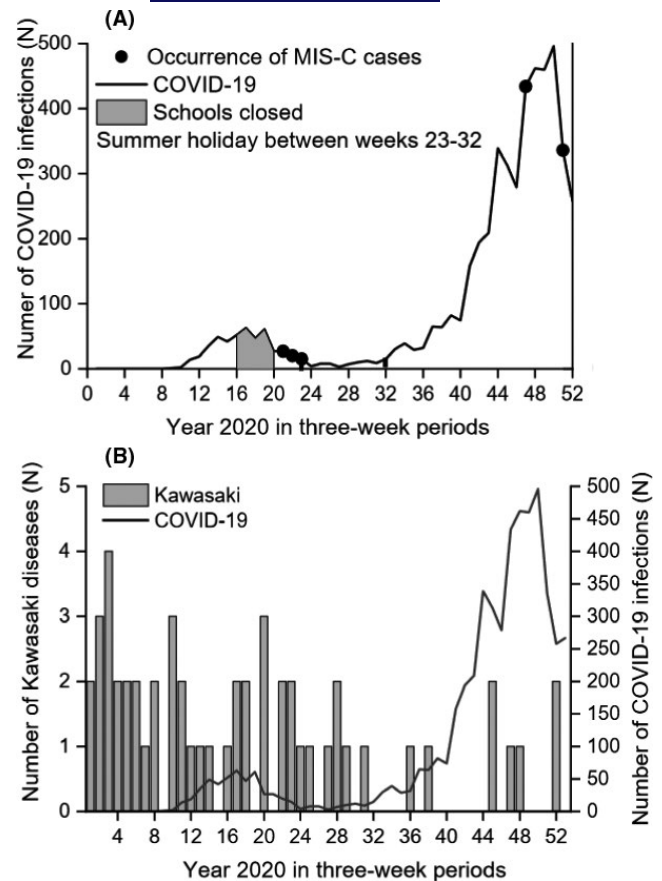 (A)
Numer of COVID-19 infections (N)
500
400
300
200
100
0
Occurrence of MIS-C cases
COVID-19
Schools closed
Summer holiday between weeks 23-32
0 4 8 12 16 20 24 28 32 36 40 44 48 52
Year 2020 in three-week periods
(B)
Number of Kawasaki diseases (N)
5
4
3
2
1
0
Kawasaki
COVID-19
500
450
400
350
300
250
200
150
100
50
0
Number of COVID-19 infections (N)
4 8 12 16 20 24 28 32 36 40 44 48 52
Year 2020 in three-week periods